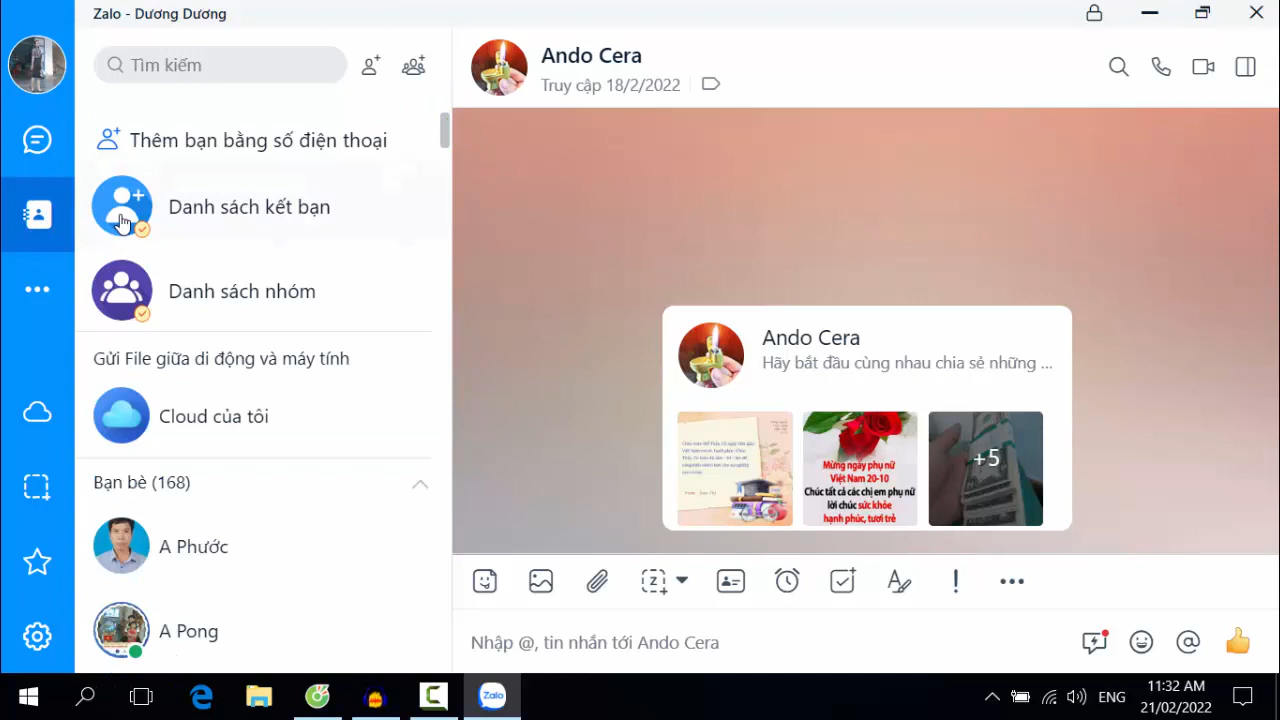 Zalo - Dương Dương
Tìm kiếm
Thêm bạn bằng số điện thoại
Danh sách kết bạn
Danh sách nhóm
Gửi File giữa di động và máy tính
Cloud của tôi
Bạn bè (168)
A Phước
A Pong
Ando Cera
Truy cập 18/2/2022
Ando Cera
Hãy bắt đầu cùng nhau chia sẻ những ...
Mừng ngày phụ nữ
Việt Nam 20-10
Chúc tất cả các chị em phụ nữ
lời chúc sức khỏe
hạnh phúc, tươi trẻ
+5
Nhập @, tin nhắn tới Ando Cera
Zalo
ENG
11:32 AM
21/02/2022